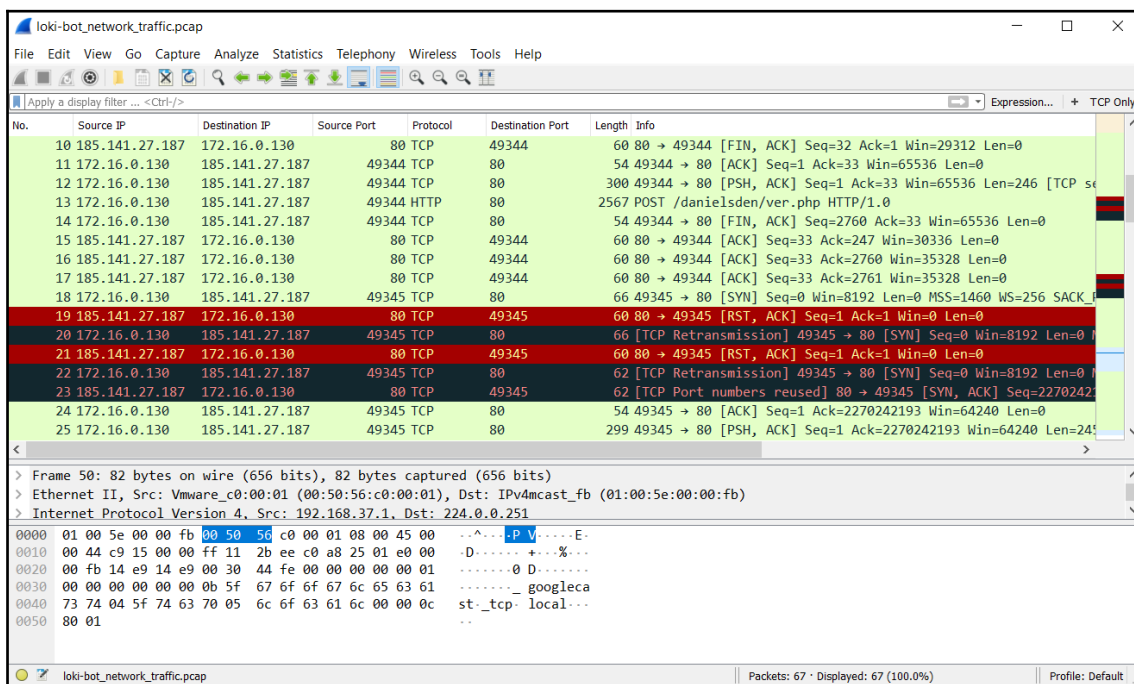 loki-bot_network_traffic.pcap
File Edit View Go Capture Analyze Statistics Telephony Wireless Tools Help
Apply a display filter ... <Ctrl-/> Expression... + TCP Only
No. Source IP Destination IP Source Port Protocol Destination Port Length Info
10 185.141.27.187 172.16.0.130 80 TCP 49344 60 80 → 49344 [FIN, ACK] Seq=32 Ack=1 Win=29312 Len=0
11 172.16.0.130 185.141.27.187 49344 TCP 80 54 49344 → 80 [ACK] Seq=1 Ack=33 Win=65536 Len=0
12 172.16.0.130 185.141.27.187 49344 TCP 80 300 49344 → 80 [PSH, ACK] Seq=1 Ack=33 Win=65536 Len=246 [TCP se
13 172.16.0.130 185.141.27.187 49344 HTTP 80 2567 POST /danielsden/ver.php HTTP/1.0
14 172.16.0.130 185.141.27.187 49344 TCP 80 54 49344 → 80 [FIN, ACK] Seq=2760 Ack=33 Win=65536 Len=0
15 185.141.27.187 172.16.0.130 80 TCP 49344 60 80 → 49344 [ACK] Seq=33 Ack=247 Win=30336 Len=0
16 185.141.27.187 172.16.0.130 80 TCP 49344 60 80 → 49344 [ACK] Seq=33 Ack=2760 Win=35328 Len=0
17 185.141.27.187 172.16.0.130 80 TCP 49344 60 80 → 49344 [ACK] Seq=33 Ack=2761 Win=35328 Len=0
18 172.16.0.130 185.141.27.187 49345 TCP 80 66 49345 → 80 [SYN] Seq=0 Win=8192 Len=0 MSS=1460 WS=256 SACK_
19 185.141.27.187 172.16.0.130 80 TCP 49345 60 80 → 49345 [RST, ACK] Seq=1 Ack=1 Win=0 Len=0
20 172.16.0.130 185.141.27.187 49345 TCP 80 66 [TCP Retransmission] 49345 → 80 [SYN] Seq=0 Win=8192 Len=0
21 185.141.27.187 172.16.0.130 80 TCP 49345 60 80 → 49345 [RST, ACK] Seq=1 Ack=1 Win=0 Len=0
22 172.16.0.130 185.141.27.187 49345 TCP 80 62 [TCP Retransmission] 49345 → 80 [SYN] Seq=0 Win=8192 Len=0
23 185.141.27.187 172.16.0.130 80 TCP 49345 62 [TCP Port numbers reused] 80 → 49345 [SYN, ACK] Seq=2270242
24 172.16.0.130 185.141.27.187 49345 TCP 80 54 49345 → 80 [ACK] Seq=1 Ack=2270242193 Win=64240 Len=0
25 172.16.0.130 185.141.27.187 49345 TCP 80 299 49345 → 80 [PSH, ACK] Seq=1 Ack=2270242193 Win=64240 Len=245
> Frame 50: 82 bytes on wire (656 bits), 82 bytes captured (656 bits)
> Ethernet II, Src: Vmware_c0:00:01 (00:50:56:c0:00:01), Dst: IPv4mcast_fb (01:00:5e:00:00:fb)
> Internet Protocol Version 4, Src: 192.168.37.1, Dst: 224.0.0.251
0000 01 00 5e 00 00 fb 00 50 56 c0 00 01 08 00 45 00 ··^····P V·····E·
0010 00 44 c9 15 00 00 ff 11 2b ee c0 a8 25 01 e0 00 ·D······ +···%···
0020 00 fb 14 e9 14 e9 00 30 44 fe 00 00 00 00 00 01 ·······0 D·······
0030 00 00 00 00 00 00 0b 5f 67 6f 6f 67 6c 65 63 61 ·······_ googleca
0040 73 74 04 5f 74 63 70 05 6c 6f 63 61 6c 00 00 0c st·_tcp· local···
0050 80 01 ··
loki-bot_network_traffic.pcap Packets: 67 · Displayed: 67 (100.0%) Profile: Default